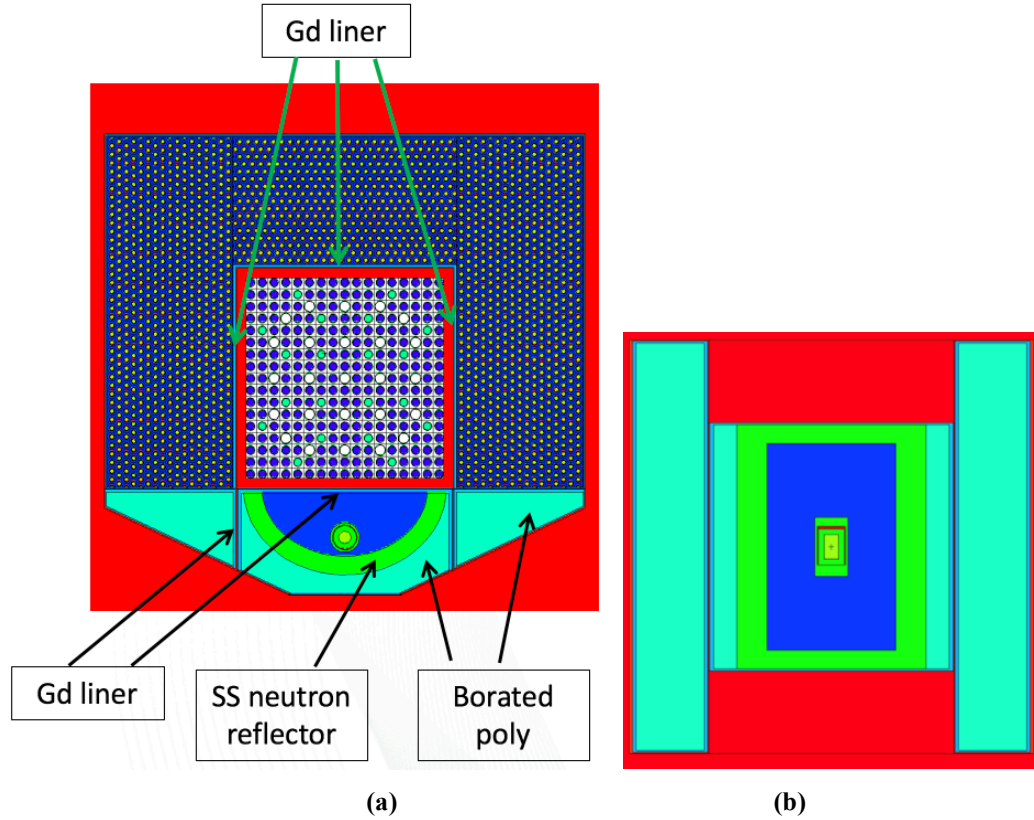 Gd liner
Gd liner
SS neutron
reflector
Borated
poly
(a)
(b)